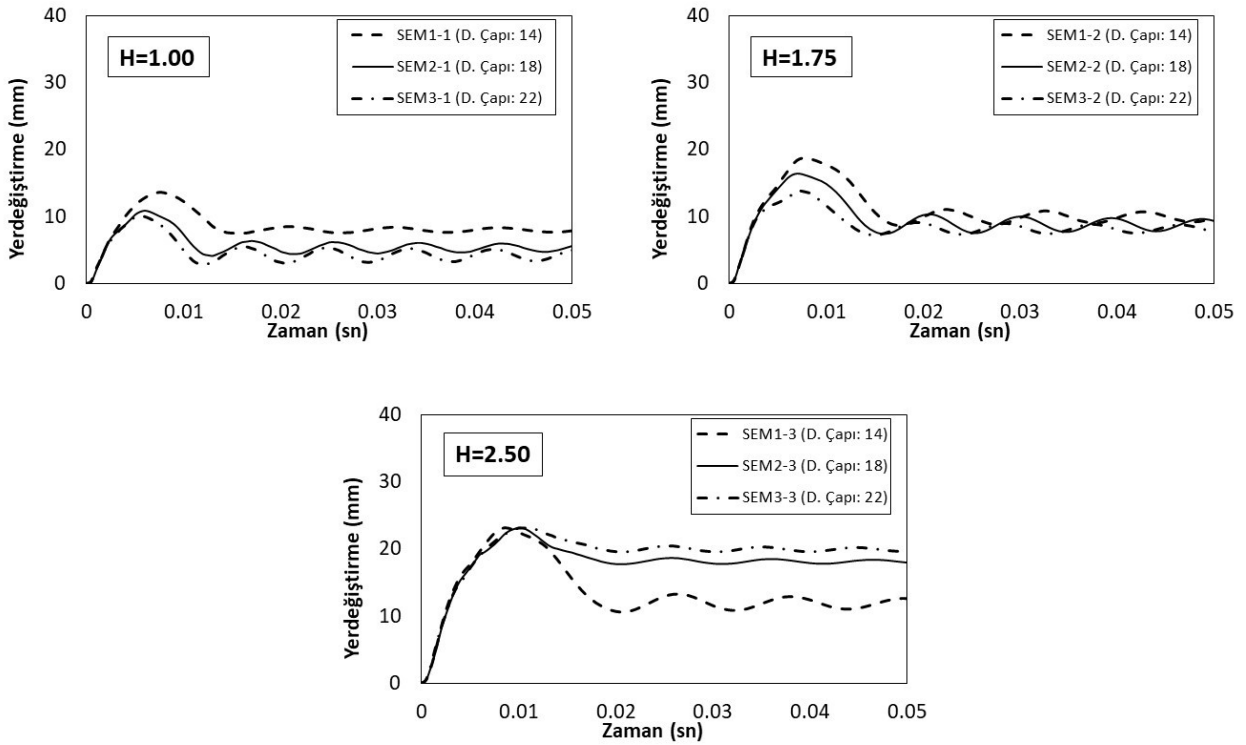 40
30
20
10
0
Yerdeğiştirme (mm)
H=1.00
SEM1-1 (D. Çapı: 14)
SEM2-1 (D. Çapı: 18)
SEM3-1 (D. Çapı: 22)
0 0.01 0.02 0.03 0.04 0.05
Zaman (sn)
40
30
20
10
0
Yerdeğiştirme (mm)
H=1.75
SEM1-2 (D. Çapı: 14)
SEM2-2 (D. Çapı: 18)
SEM3-2 (D. Çapı: 22)
0 0.01 0.02 0.03 0.04 0.05
Zaman (sn)
40
30
20
10
0
Yerdeğiştirme (mm)
H=2.50
SEM1-3 (D. Çapı: 14)
SEM2-3 (D. Çapı: 18)
SEM3-3 (D. Çapı: 22)
0 0.01 0.02 0.03 0.04 0.05
Zaman (sn)